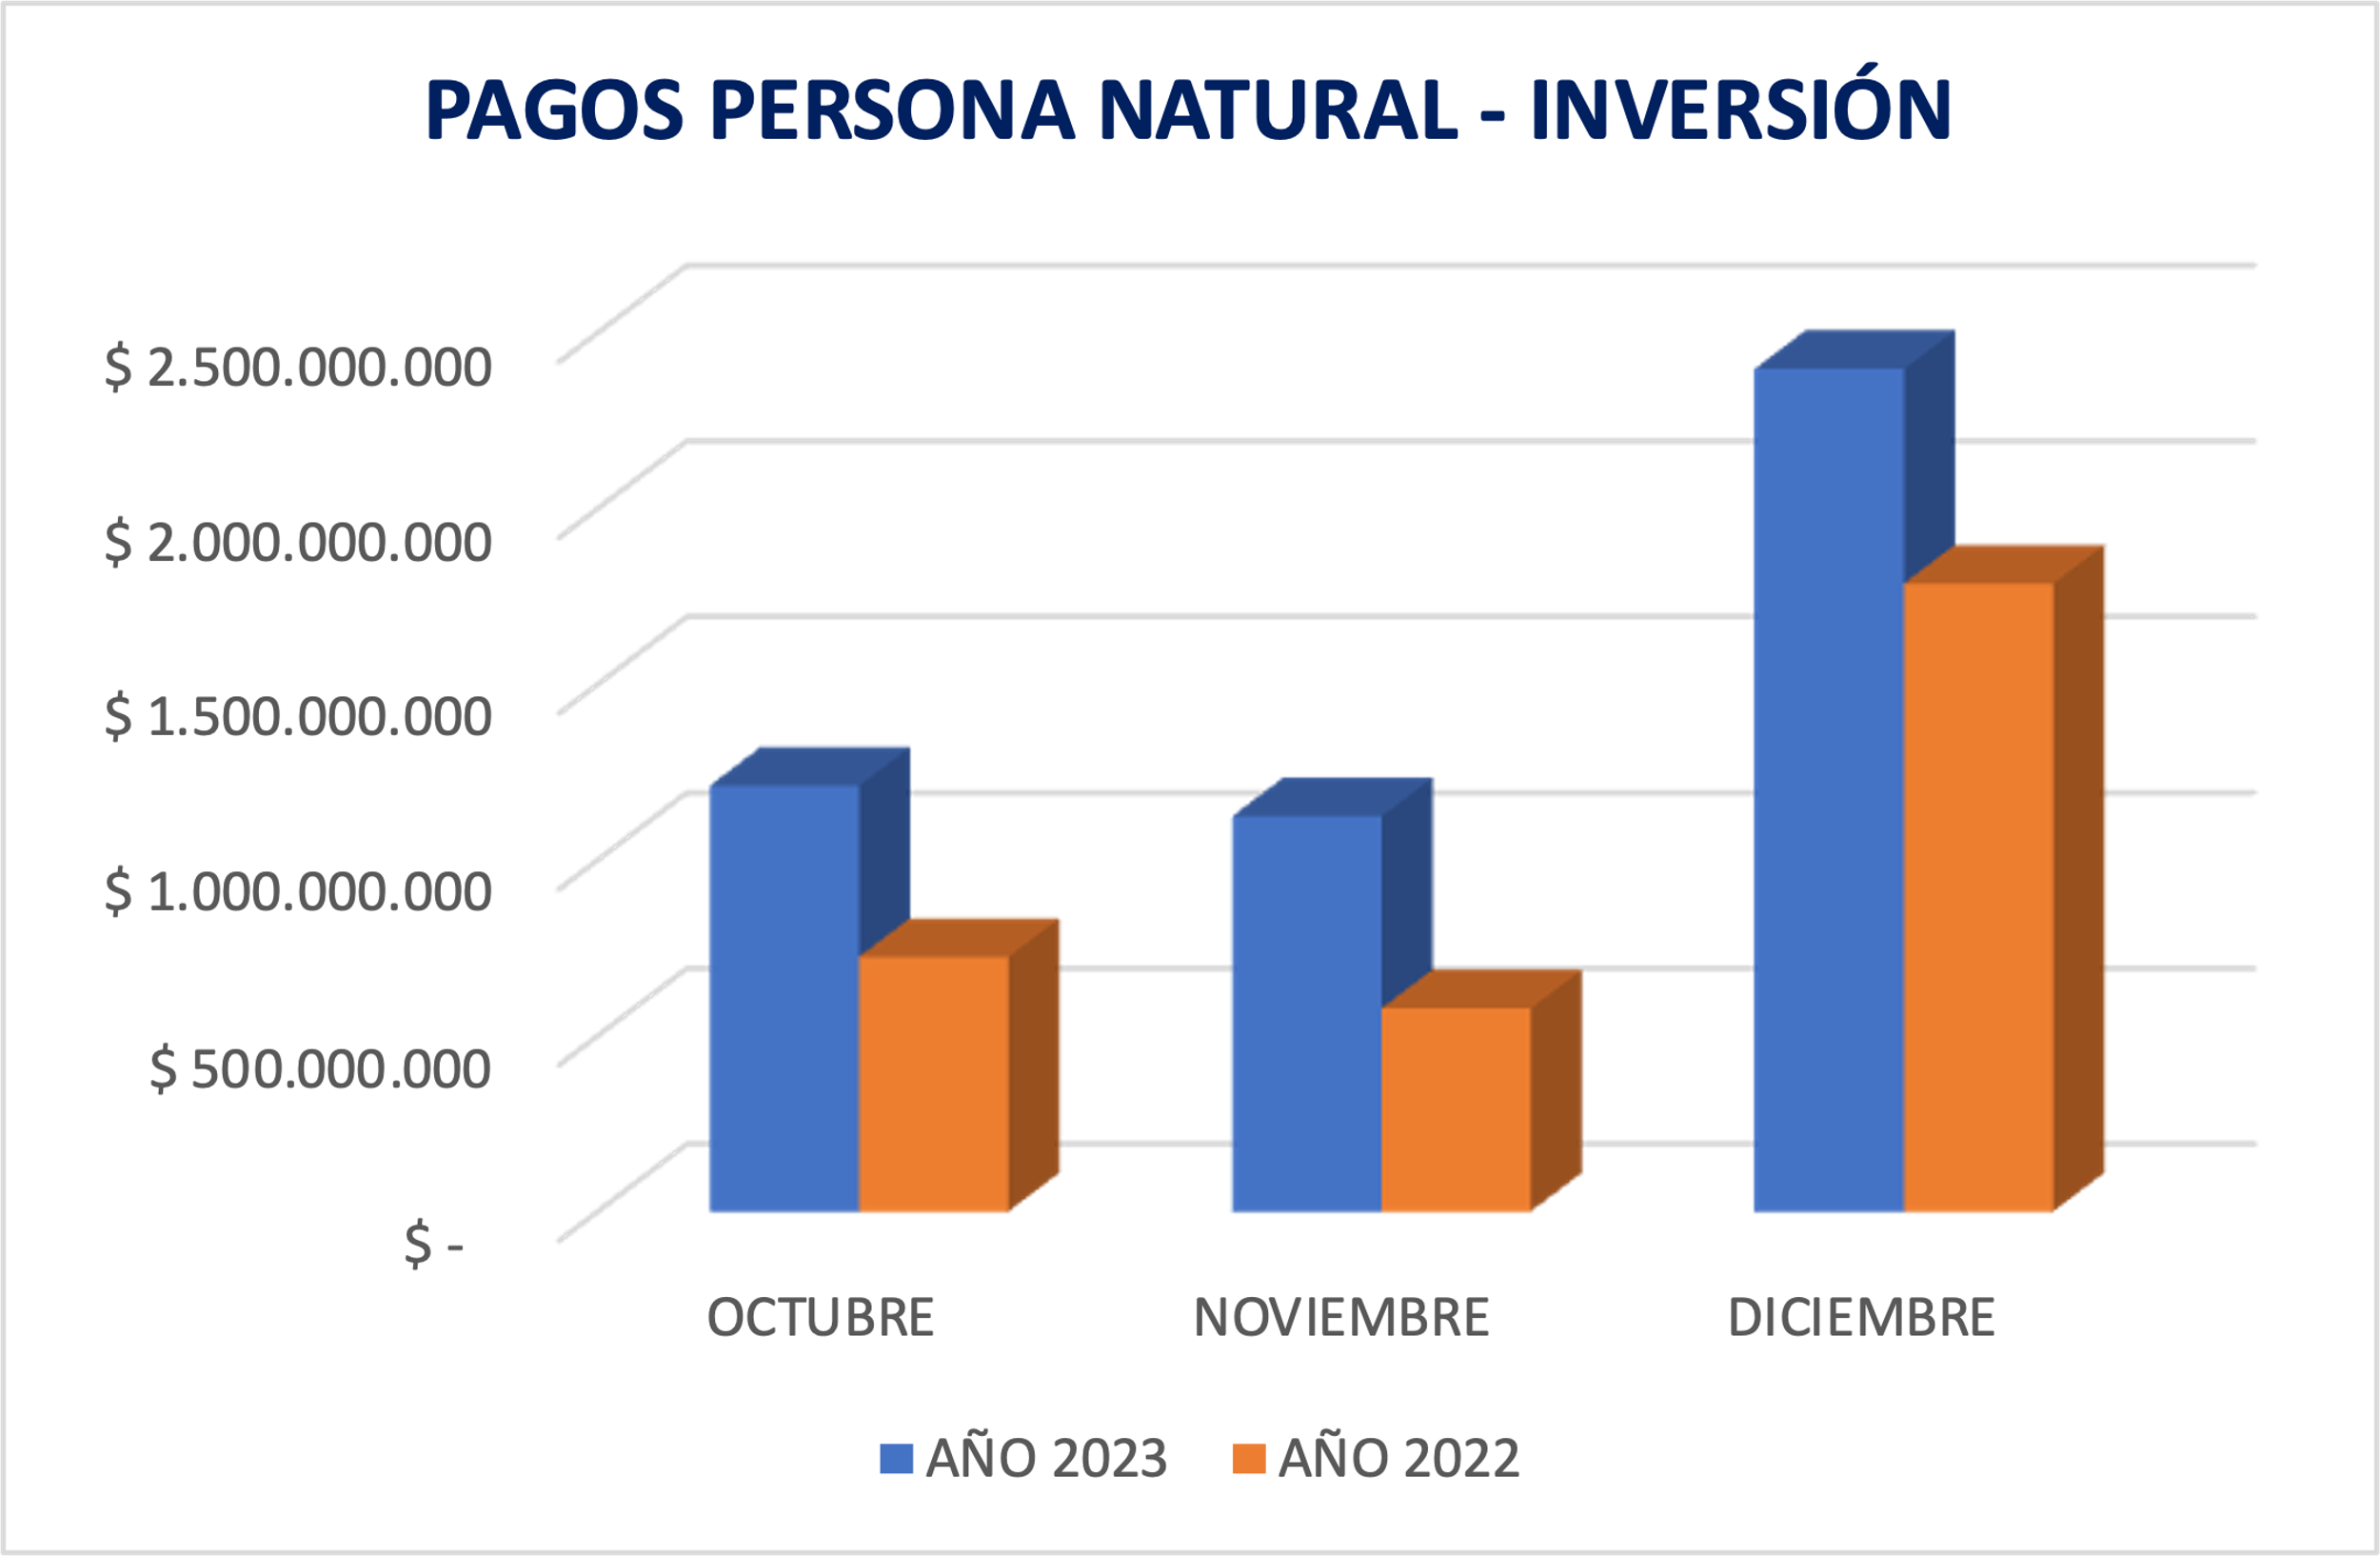 PAGOS PERSONA NATURAL - INVERSIÓN
$ 2.500.000.000
$ 2.000.000.000
$ 1.500.000.000
$ 1.000.000.000
$ 500.000.000
$ -
OCTUBRE NOVIEMBRE DICIEMBRE
AÑO 2023 AÑO 2022